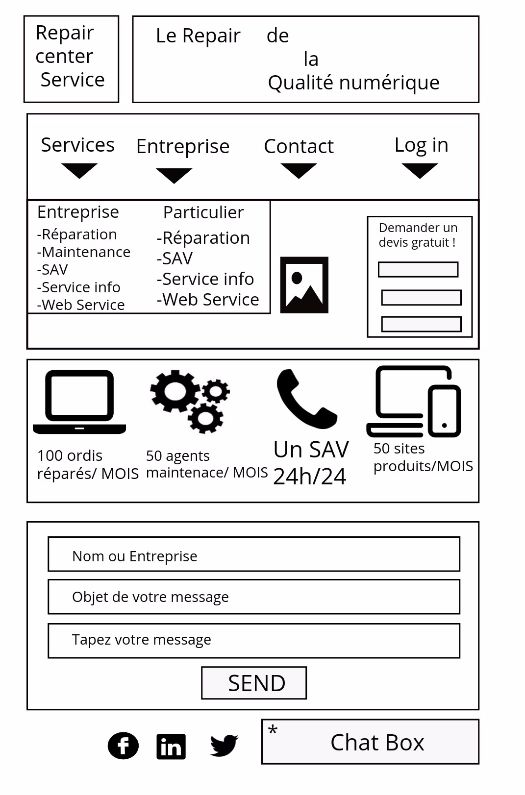 Repair
center
Service
Le Repair de
la
Qualité numérique
Services Entreprise Contact Log in
Entreprise
-Réparation
-Maintenance
-SAV
-Service info
-Web Service
Particulier
-Réparation
-SAV
-Service info
-Web Service
Demander un
devis gratuit !
100 ordis
réparés/ MOIS
50 agents
maintenace/ MOIS
Un SAV
24h/24
50 sites
produits/MOIS
Nom ou Entreprise
Objet de votre message
Tapez votre message
SEND
* Chat Box